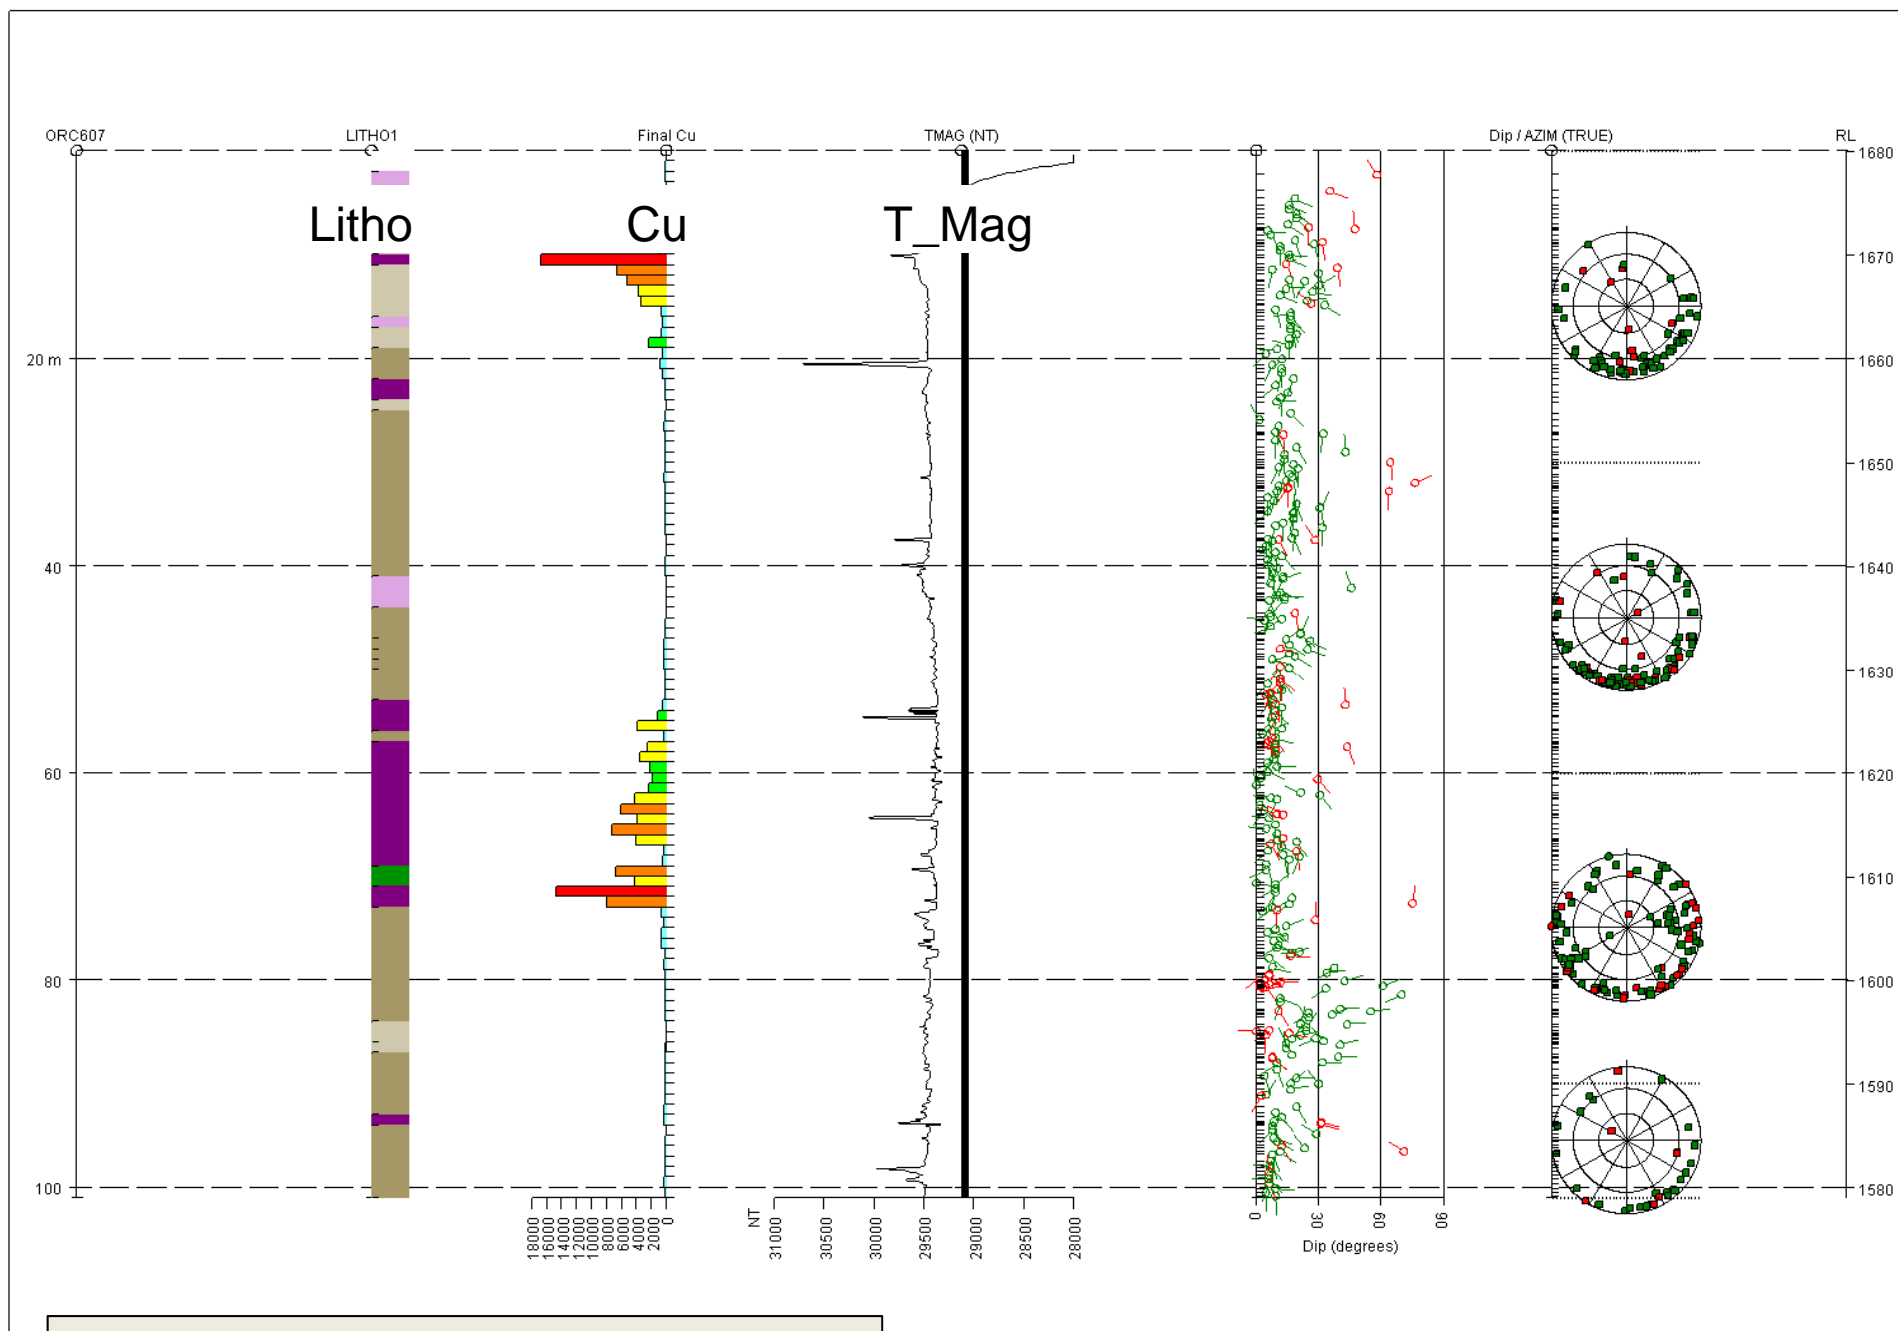 ORC607 LITHO1 Final Cu TMAG (NT) Dip / AZIM (TRUE) RL
1680
Litho Cu T_Mag
1670
20 m 1660
1650
40 1640
1630
60 1620
1610
80 1600
1590
100 1580
18000 16000 14000 12000 10000 8000 6000 4000 2000 0 NT 31000 30500 30000 29500 29000 28500 28000 0 30 60 90
Dip (degrees)